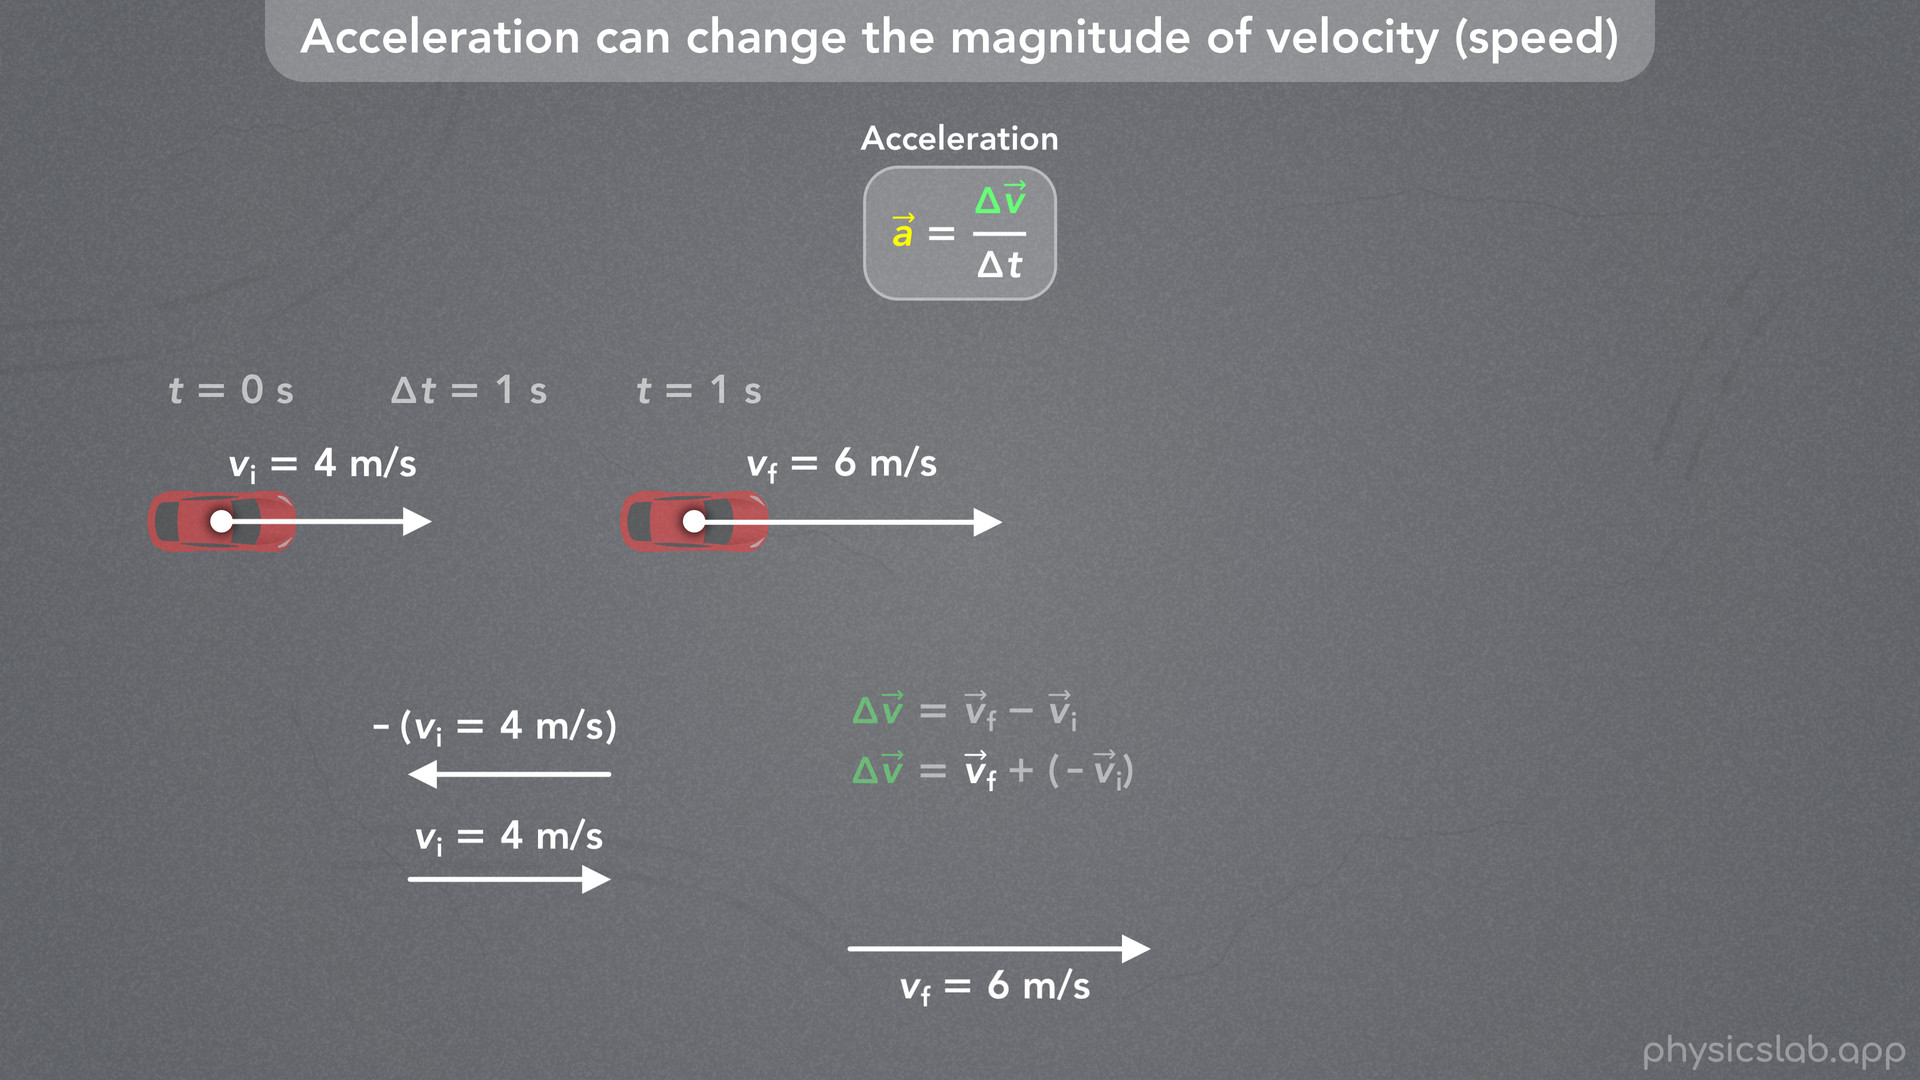 Acceleration can change the magnitude of velocity (speed)
Acceleration
a⃗ = Δv⃗ / Δt
t = 0 s Δt = 1 s t = 1 s
vᵢ = 4 m/s v_f = 6 m/s
– (vᵢ = 4 m/s)
Δv⃗ = v⃗_f − v⃗ᵢ
Δv⃗ = v⃗_f + (– v⃗ᵢ)
vᵢ = 4 m/s
v_f = 6 m/s
physicslab.app